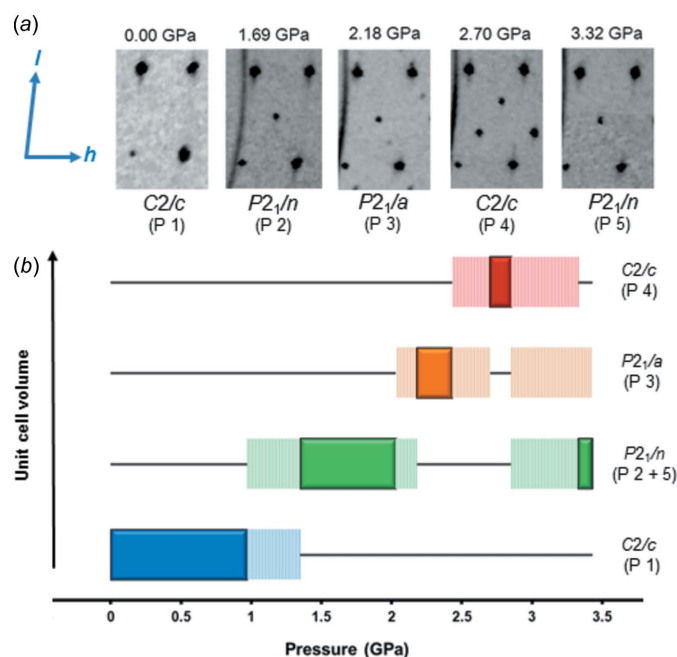 (a)
0.00 GPa 1.69 GPa 2.18 GPa 2.70 GPa 3.32 GPa
l
h
C2/c P2₁/n P2₁/a C2/c P2₁/n
(P 1) (P 2) (P 3) (P 4) (P 5)
(b)
C2/c
(P 4)
P2₁/a
(P 3)
P2₁/n
(P 2 + 5)
C2/c
(P 1)
Unit cell volume
0 0.5 1 1.5 2 2.5 3 3.5
Pressure (GPa)